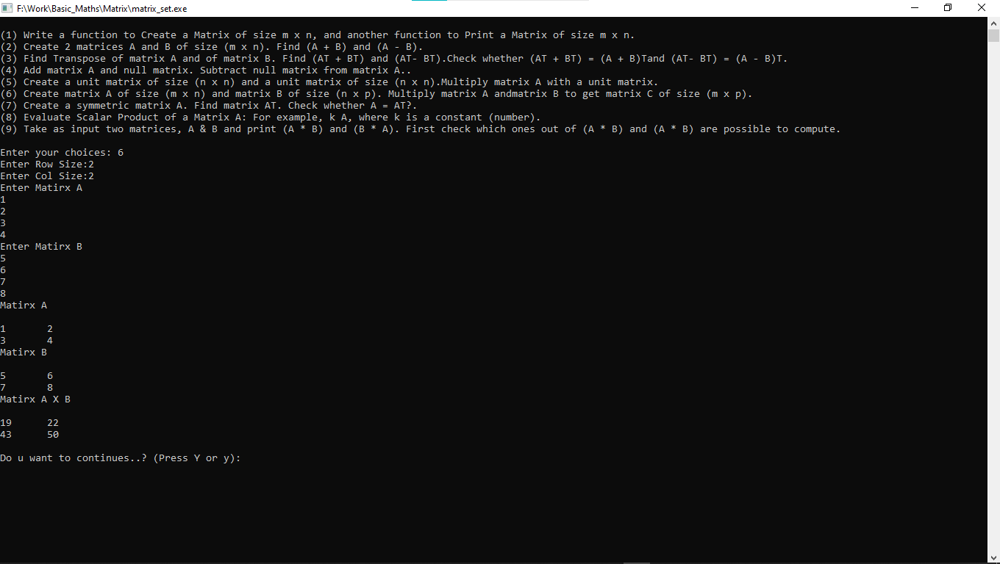 F:\Work\Basic_Maths\Matrix\matrix_set.exe
(1) Write a function to Create a Matrix of size m x n, and another function to Print a Matrix of size m x n.
(2) Create 2 matrices A and B of size (m x n). Find (A + B) and (A - B).
(3) Find Transpose of matrix A and of matrix B. Find (AT + BT) and (AT- BT).Check whether (AT + BT) = (A + B)Tand (AT- BT) = (A - B)T.
(4) Add matrix A and null matrix. Subtract null matrix from matrix A..
(5) Create a unit matrix of size (n x n) and a unit matrix of size (n x n).Multiply matrix A with a unit matrix.
(6) Create matrix A of size (m x n) and matrix B of size (n x p). Multiply matrix A andmatrix B to get matrix C of size (m x p).
(7) Create a symmetric matrix A. Find matrix AT. Check whether A = AT?.
(8) Evaluate Scalar Product of a Matrix A: For example, k A, where k is a constant (number).
(9) Take as input two matrices, A & B and print (A * B) and (B * A). First check which ones out of (A * B) and (A * B) are possible to compute.
Enter your choices: 6
Enter Row Size:2
Enter Col Size:2
Enter Matirx A
1
2
3
4
Enter Matirx B
5
6
7
8
Matirx A
1 2
3 4
Matirx B
5 6
7 8
Matirx A X B
19 22
43 50
Do u want to continues..? (Press Y or y):